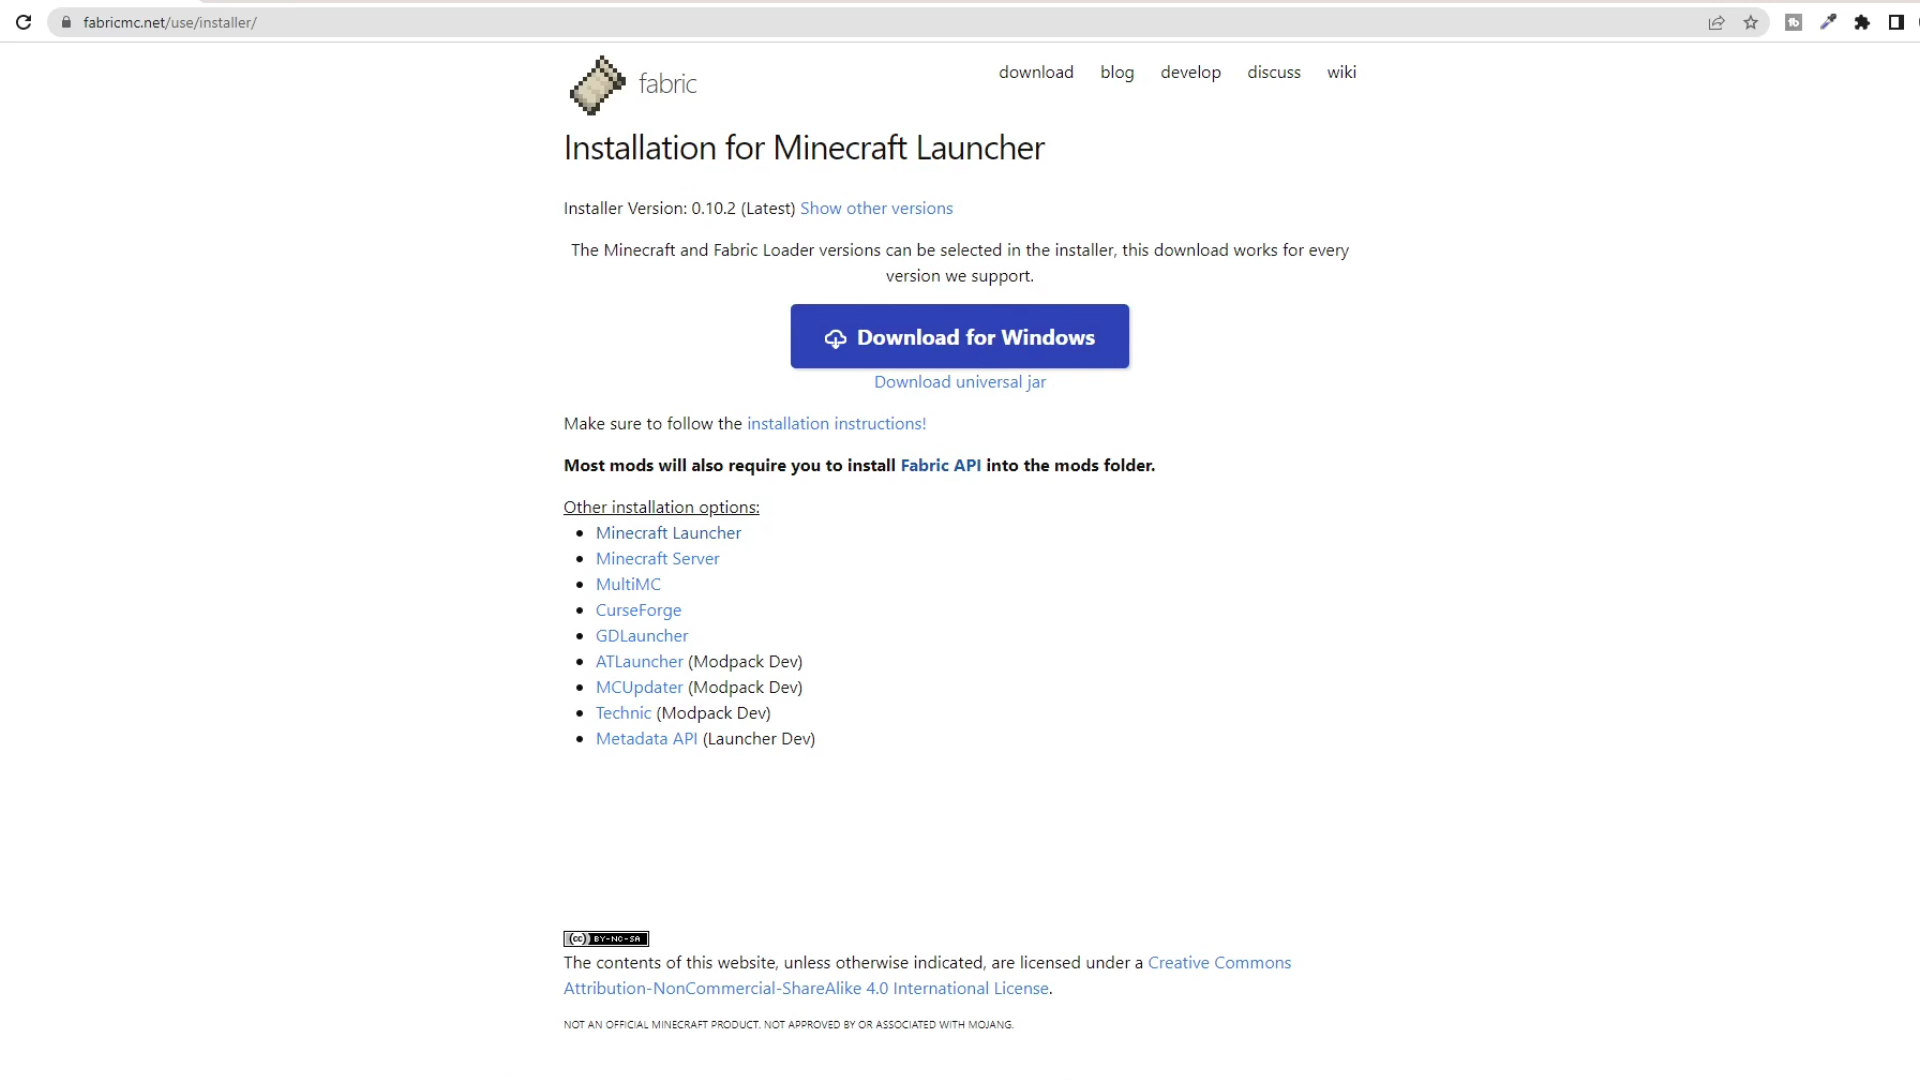 fabricmc.net/use/installer/
fabric
download blog develop discuss wiki
Installation for Minecraft Launcher
Installer Version: 0.10.2 (Latest) Show other versions
The Minecraft and Fabric Loader versions can be selected in the installer, this download works for every
version we support.
Download for Windows
Download universal jar
Make sure to follow the installation instructions!
Most mods will also require you to install Fabric API into the mods folder.
Other installation options:
Minecraft Launcher
Minecraft Server
MultiMC
CurseForge
GDLauncher
ATLauncher (Modpack Dev)
MCUpdater (Modpack Dev)
Technic (Modpack Dev)
Metadata API (Launcher Dev)
(cc) BY-NC-SA
The contents of this website, unless otherwise indicated, are licensed under a Creative Commons
Attribution-NonCommercial-ShareAlike 4.0 International License.
NOT AN OFFICIAL MINECRAFT PRODUCT. NOT APPROVED BY OR ASSOCIATED WITH MOJANG.